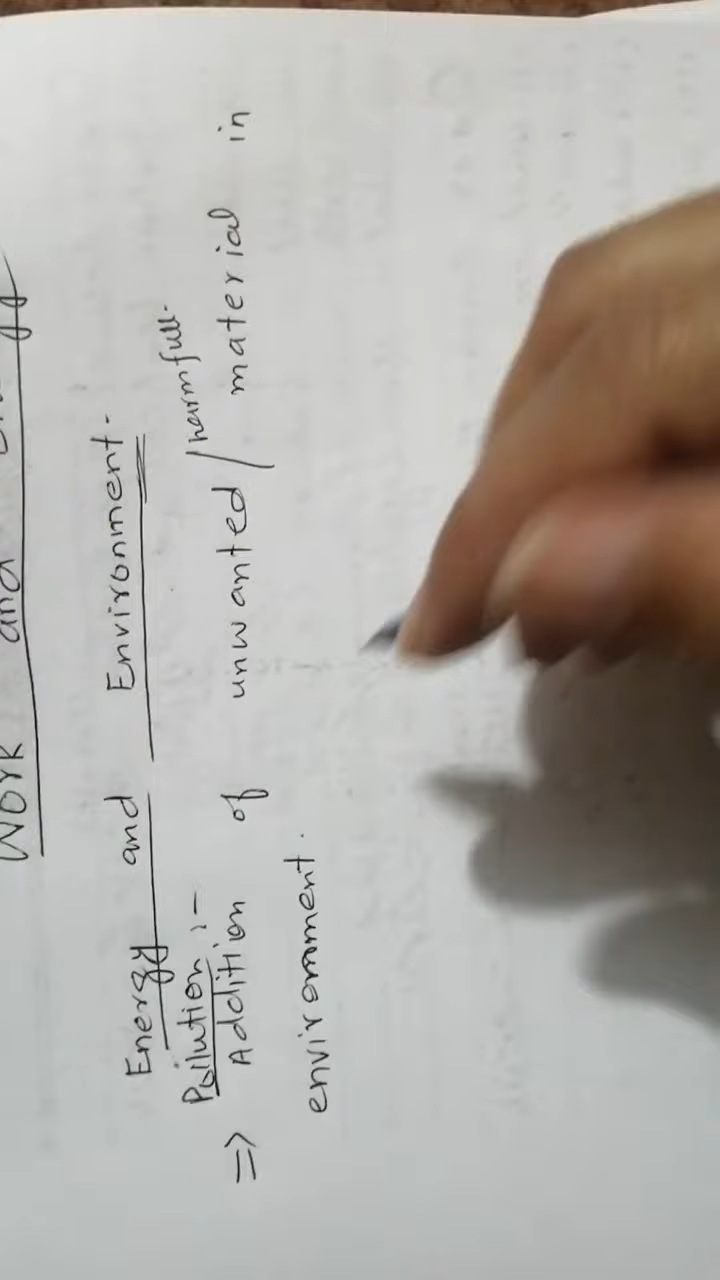 Work and
Energy and Environment.
Pollution :-
harmfull.
⇒ Addition of unwanted / material in
environment.